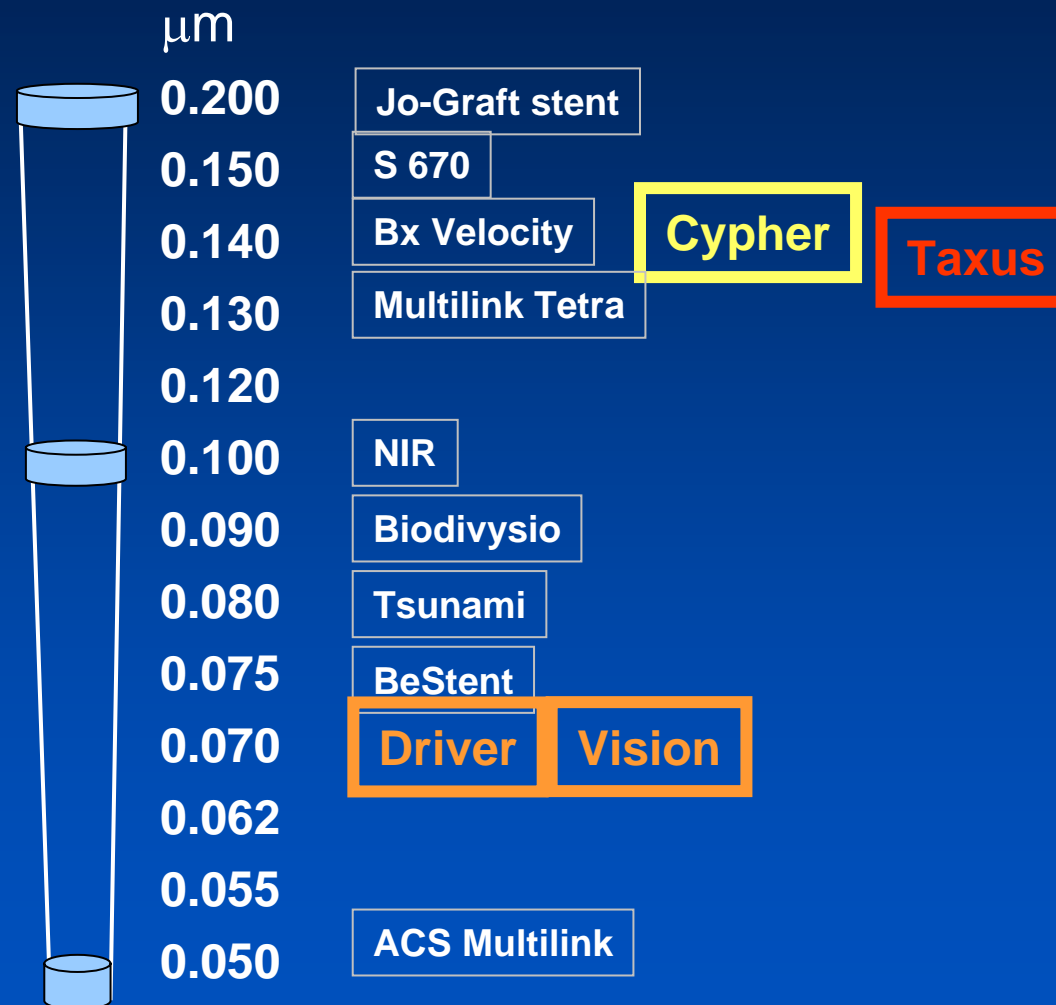 μm
0.200 Jo-Graft stent
0.150 S 670
0.140 Bx Velocity Cypher Taxus
0.130 Multilink Tetra
0.120
0.100 NIR
0.090 Biodivysio
0.080 Tsunami
0.075 BeStent
0.070 Driver Vision
0.062
0.055
0.050 ACS Multilink